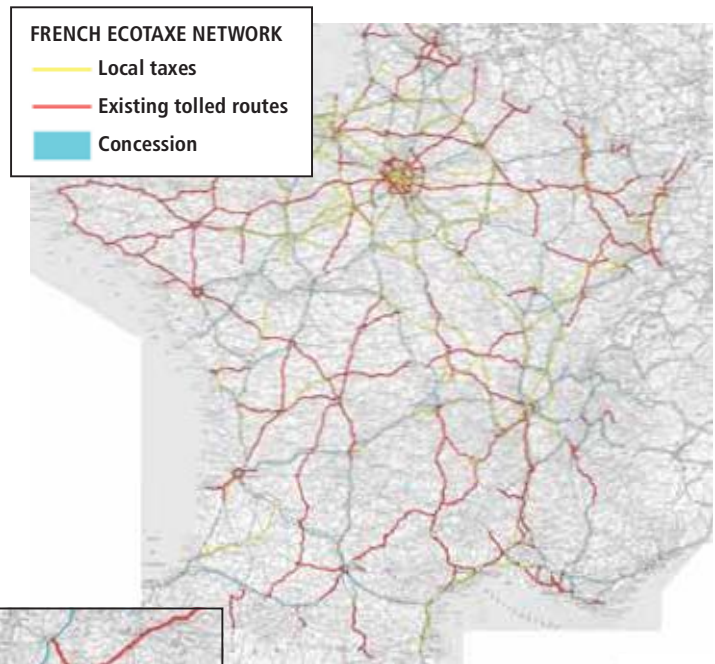 FRENCH ECOTAXE NETWORK
Local taxes
Existing tolled routes
Concession